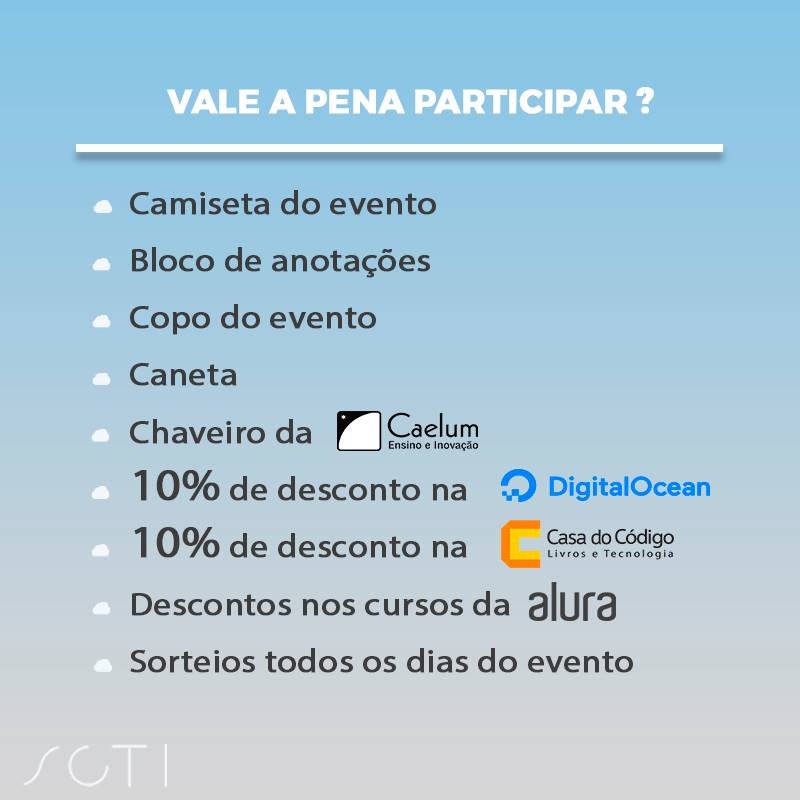 VALE A PENA PARTICIPAR ?
Camiseta do evento
Bloco de anotações
Copo do evento
Caneta
Chaveiro da Caelum Ensino e Inovação
10% de desconto na DigitalOcean
10% de desconto na Casa do Código Livros e Tecnologia
Descontos nos cursos da alura
Sorteios todos os dias do evento
SCTI